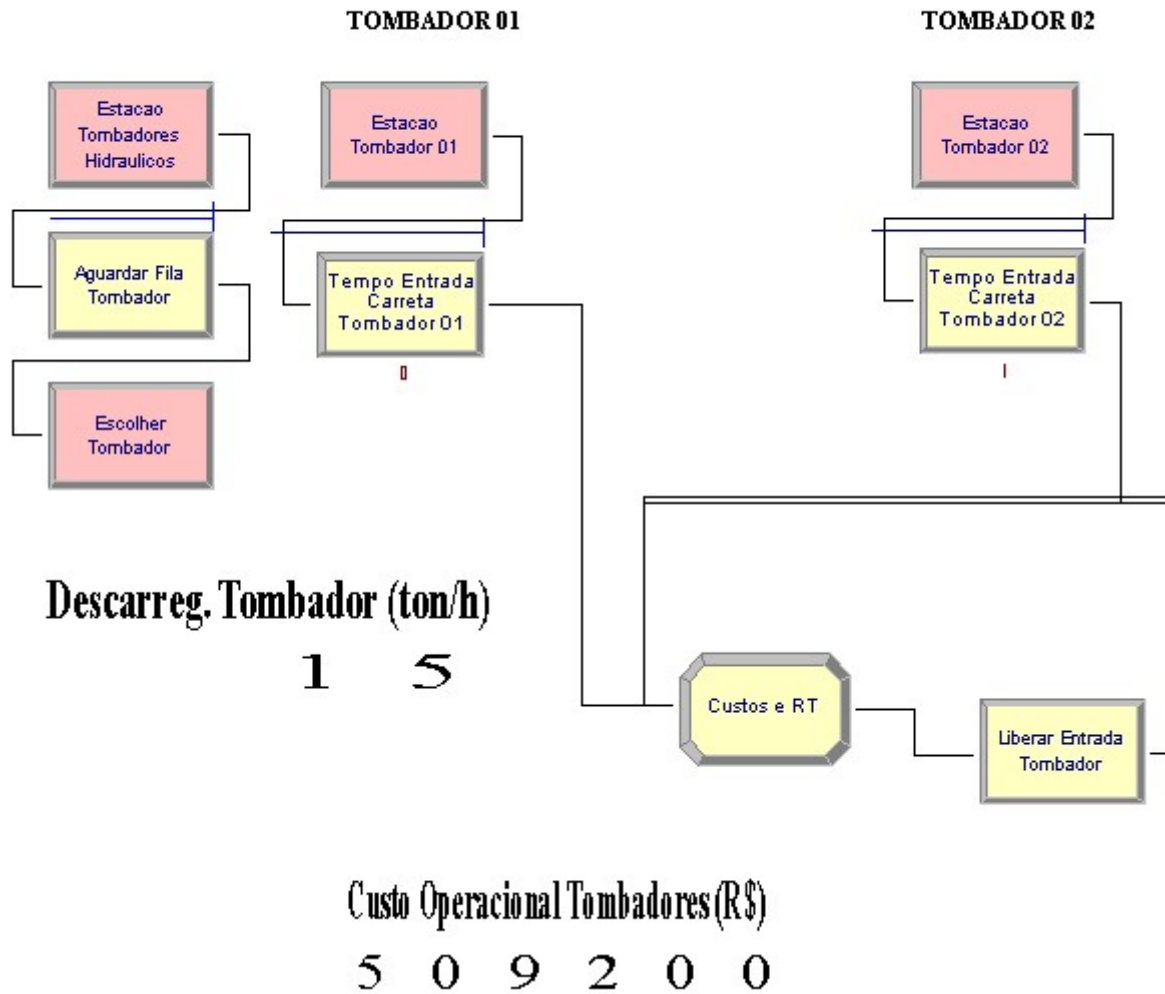 TOMBADOR 01
TOMBADOR 02
Estacao
Tombadores
Hidraulicos
Estacao
Tombador 01
Estacao
Tombador 02
Aguardar Fila
Tombador
Tempo Entrada
Carreta
Tombador 01
0
Tempo Entrada
Carreta
Tombador 02
Escolher
Tombador
Descarreg. Tombador (ton/h)
1 5
Custos e RT
Liberar Entrada
Tombador
Custo Operacional Tombadores (R$)
5 0 9 2 0 0